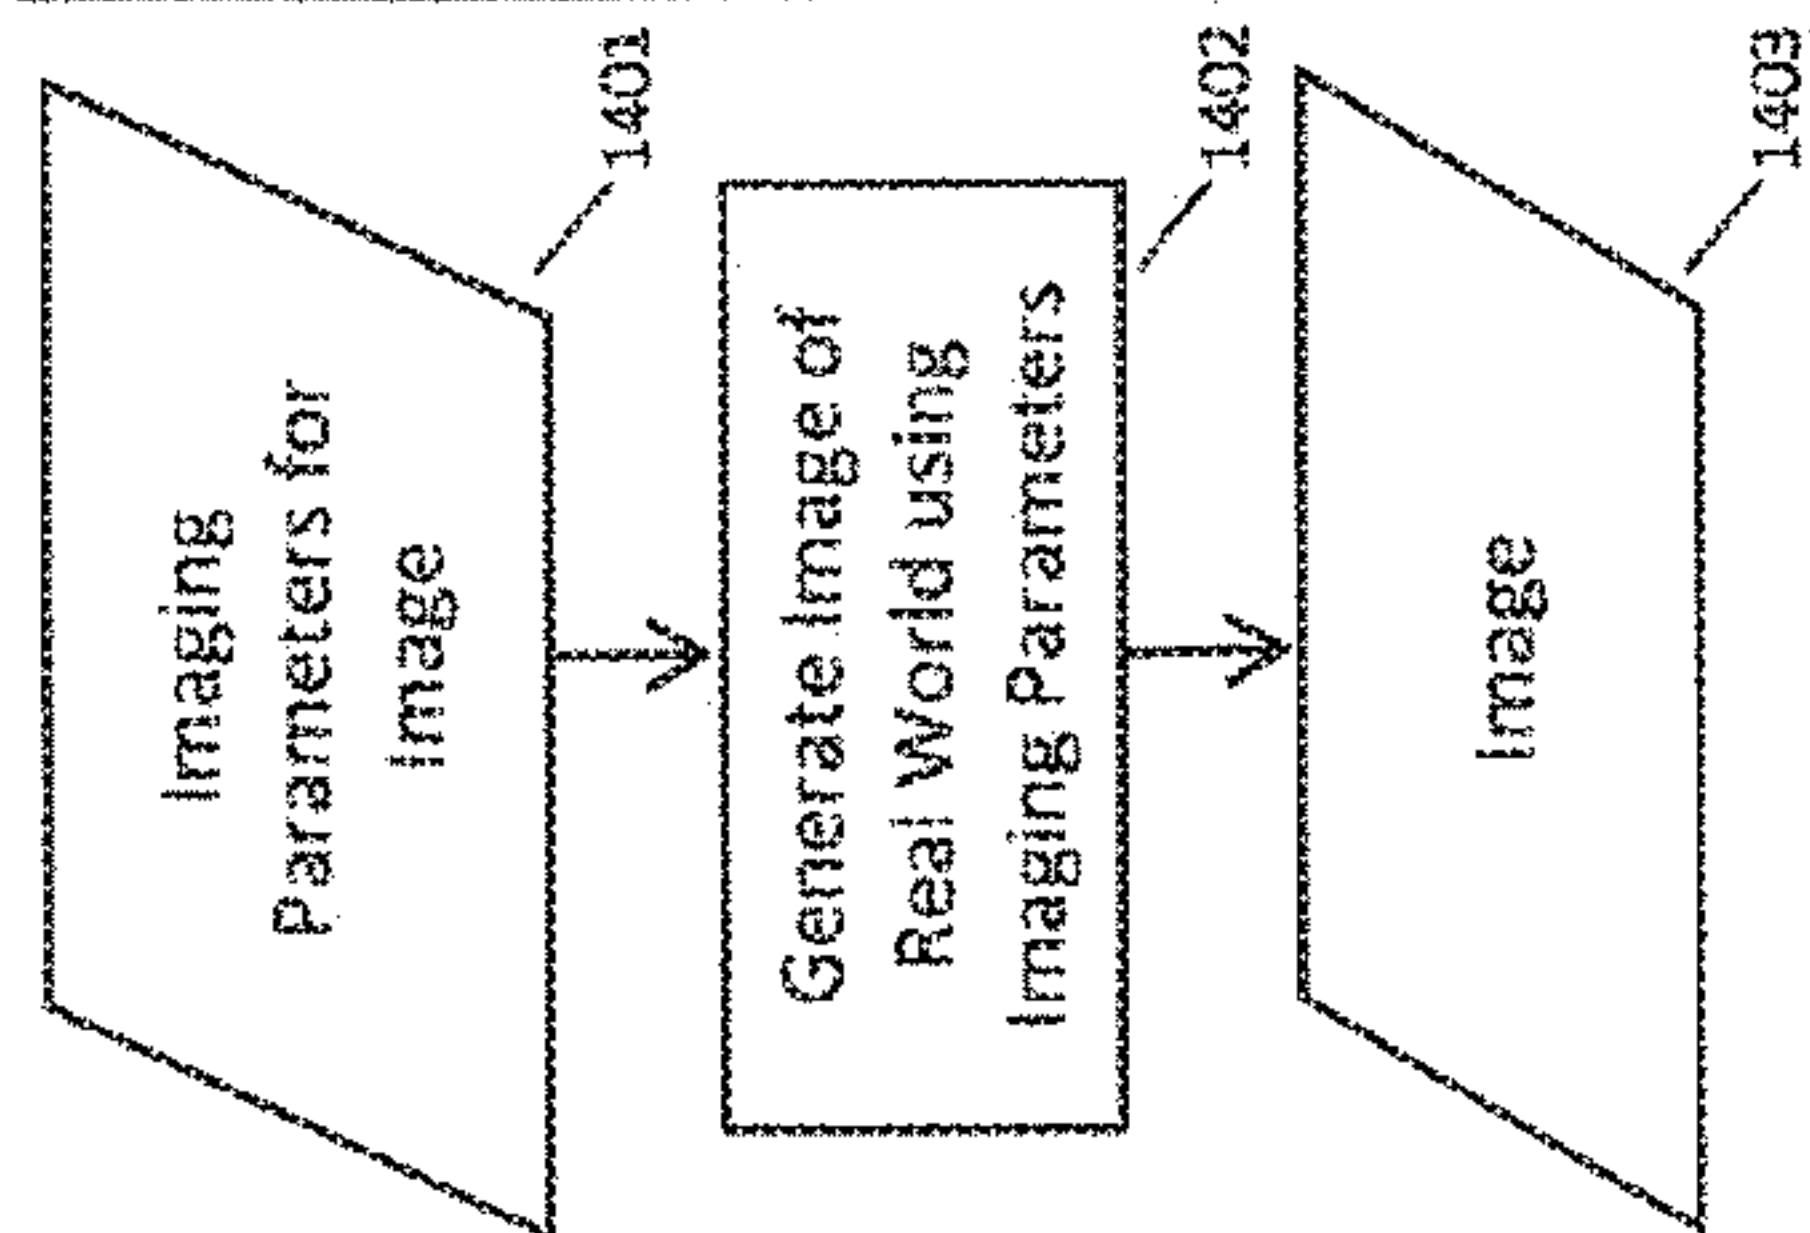 Imaging
Parameters for
image
1401
Generate Image of
Real World using
Imaging Parameters
1402
Image
1403